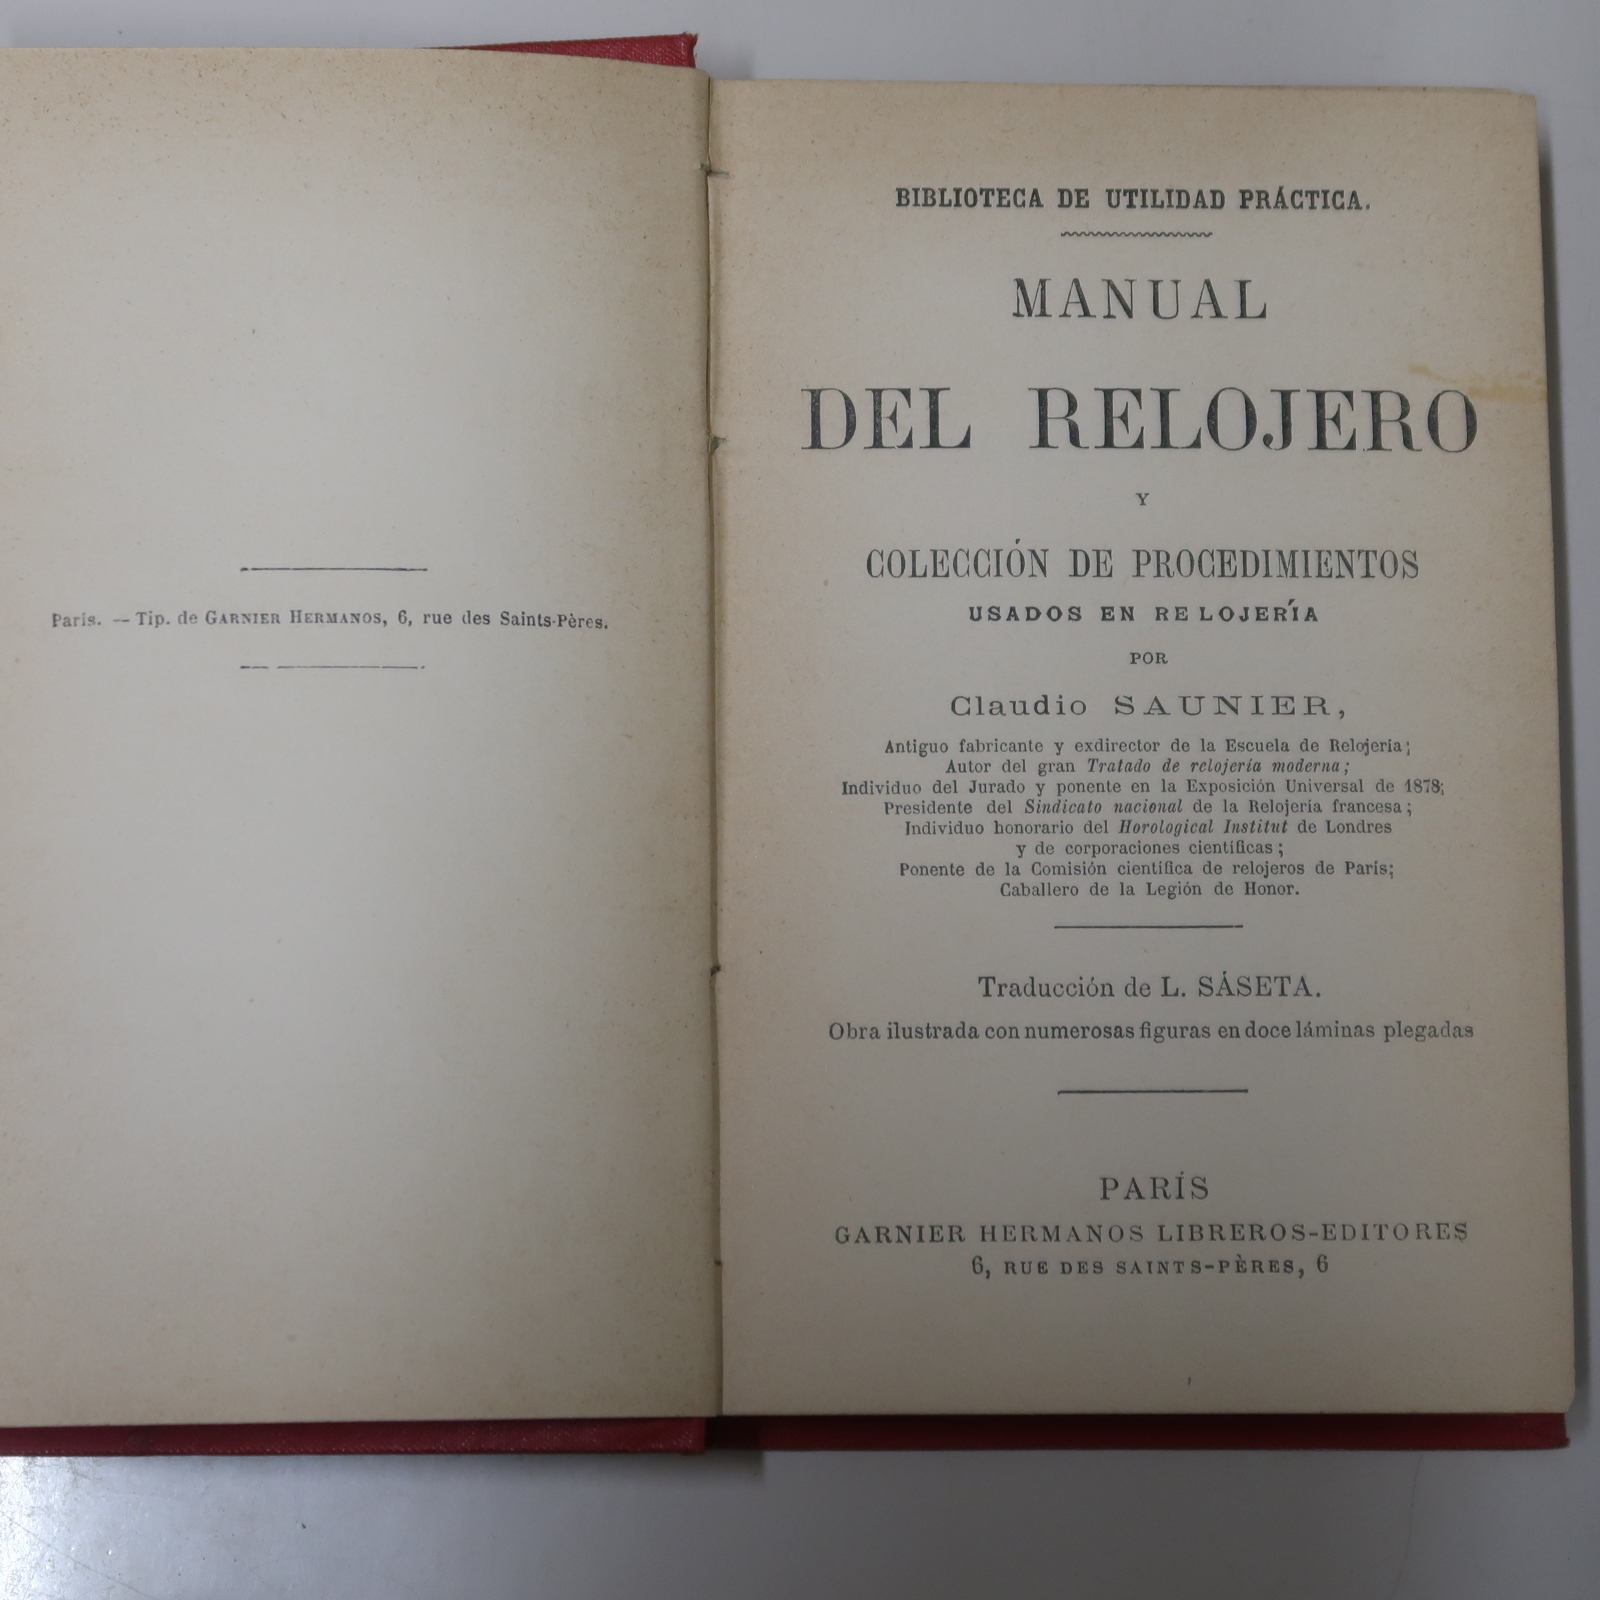 Paris. — Tip. de GARNIER HERMANOS, 6, rue des Saints-Pères.
BIBLIOTECA DE UTILIDAD PRÁCTICA.
MANUAL
DEL RELOJERO
Y
COLECCIÓN DE PROCEDIMIENTOS
USADOS EN RELOJERÍA
POR
Claudio SAUNIER,
Antiguo fabricante y exdirector de la Escuela de Relojería;
Autor del gran Tratado de relojería moderna;
Individuo del Jurado y ponente en la Exposición Universal de 1878;
Presidente del Sindicato nacional de la Relojería francesa;
Individuo honorario del Horological Institut de Londres
y de corporaciones científicas;
Ponente de la Comisión científica de relojeros de París;
Caballero de la Legión de Honor.
Traducción de L. SÁSETA.
Obra ilustrada con numerosas figuras en doce láminas plegadas
PARÍS
GARNIER HERMANOS LIBREROS-EDITORES
6, RUE DES SAINTS-PÈRES, 6